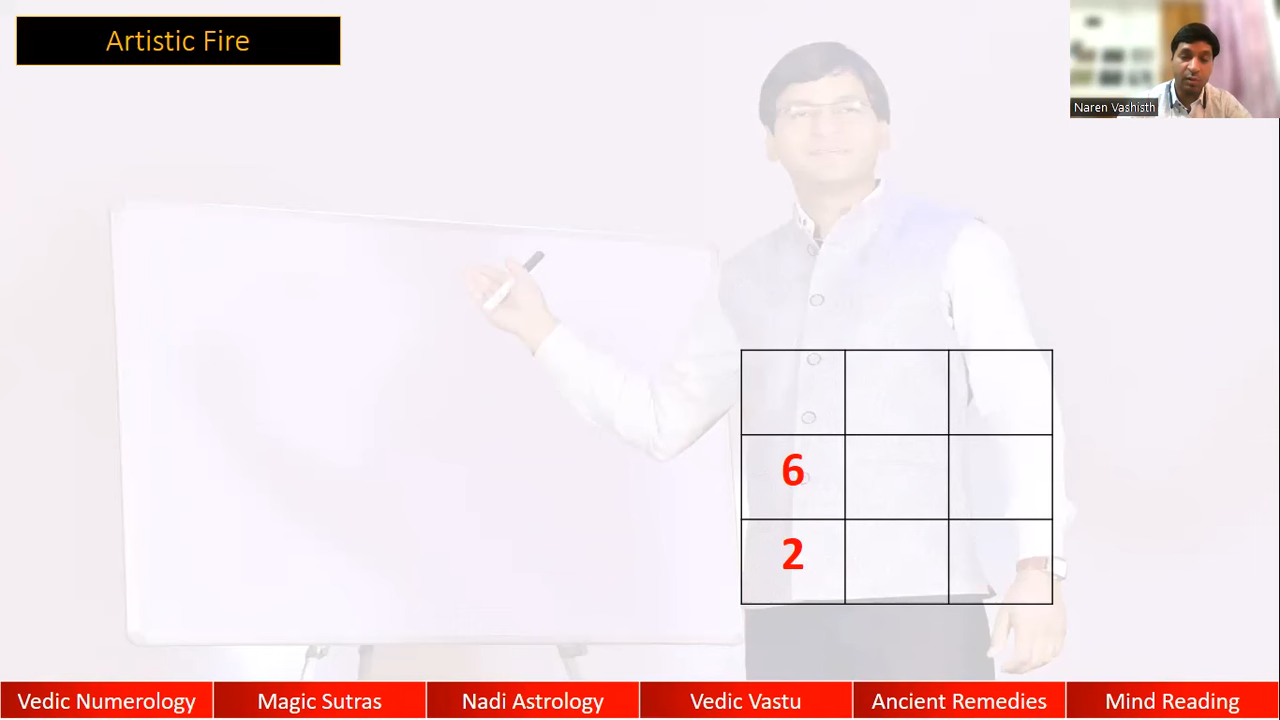 Artistic Fire
Naren Vashisth
6
2
Vedic Numerology
Magic Sutras
Nadi Astrology
Vedic Vastu
Ancient Remedies
Mind Reading